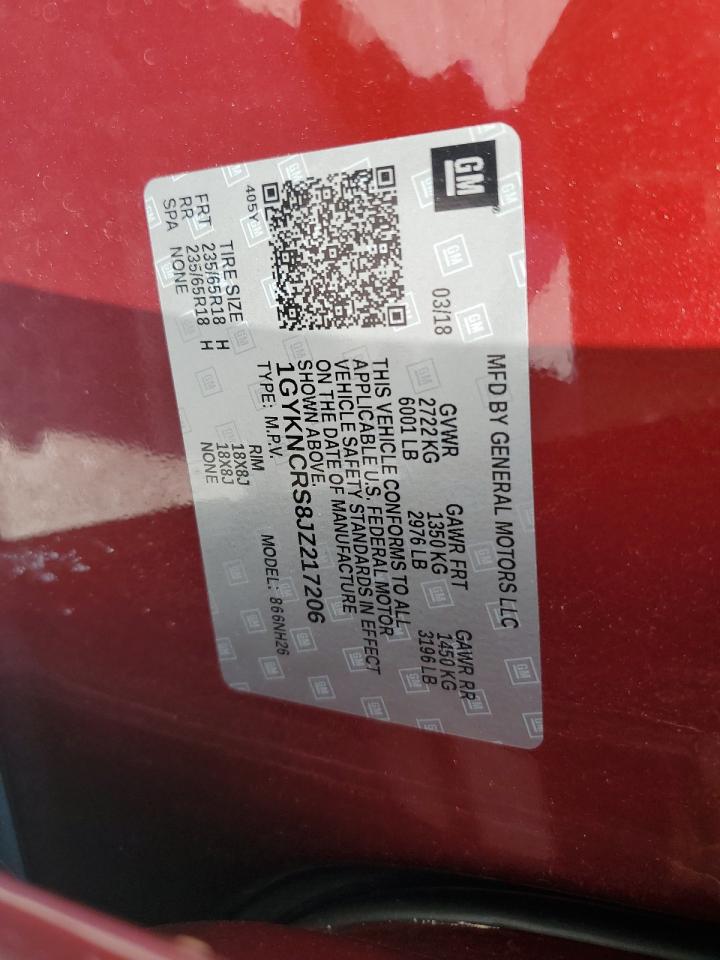 GM
MFD BY GENERAL MOTORS LLC
03/18
GVWR GAWR FRT GAWR RR
2722 KG 1350 KG 1450 KG
6001 LB 2976 LB 3196 LB
THIS VEHICLE CONFORMS TO ALL
APPLICABLE U.S. FEDERAL MOTOR
VEHICLE SAFETY STANDARDS IN EFFECT
ON THE DATE OF MANUFACTURE
SHOWN ABOVE.
1GYKNCRS8JZ217206
TYPE: M.P.V. MODEL: 866NH26
405Y
TIRE SIZE RIM
FRT 235/65R18 H 18X8J
RR 235/65R18 H 18X8J
SPA NONE NONE